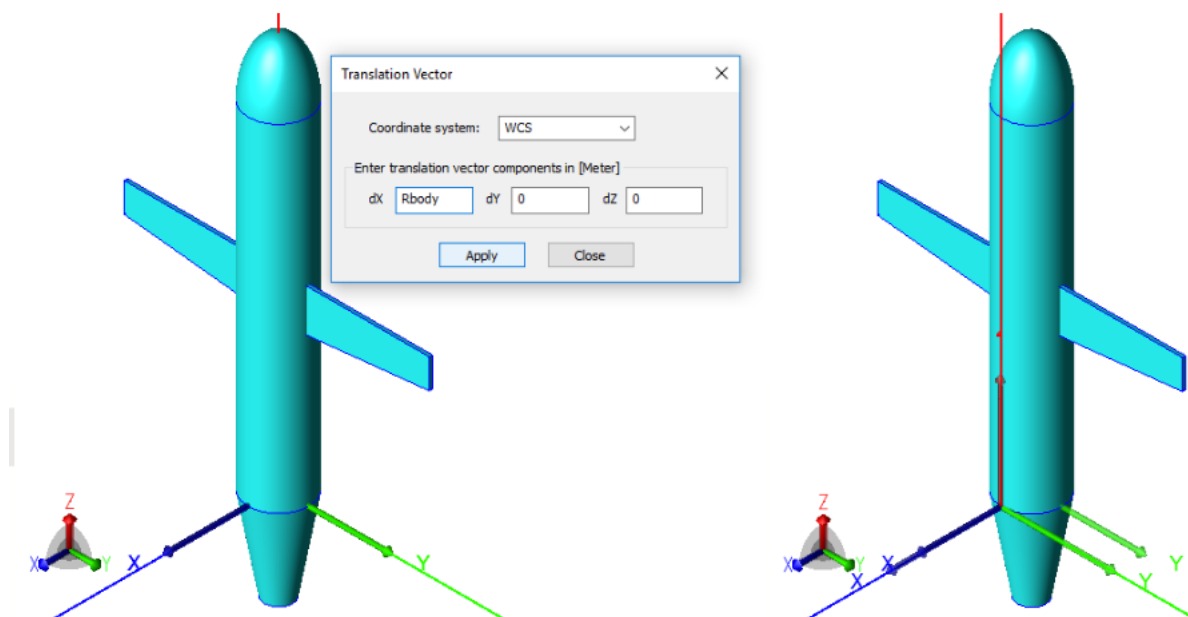 Translation Vector
Coordinate system: WCS
Enter translation vector components in [Meter]
dX Rbody dY 0 dZ 0
Apply Close
Z
X Y
X Y
Z
X Y
X X Y Y